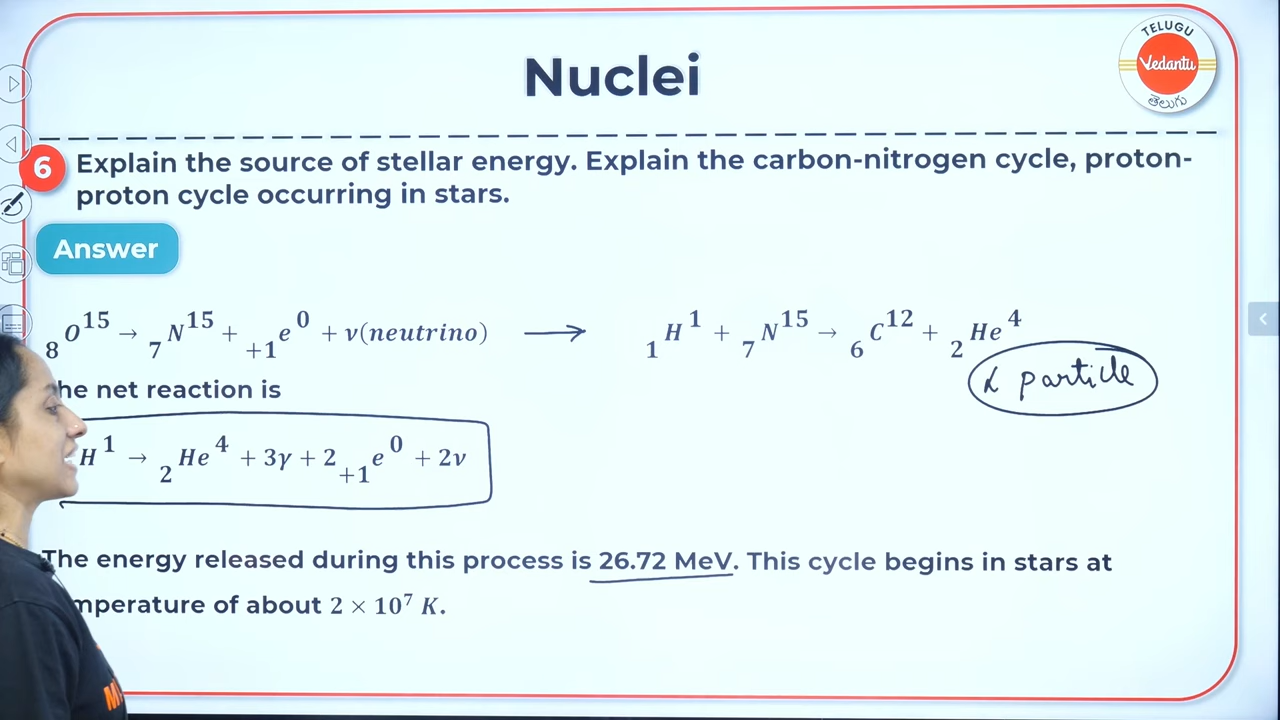 Nuclei
TELUGU
Vedantu
తెలుగు
6 Explain the source of stellar energy. Explain the carbon-nitrogen cycle, proton-
proton cycle occurring in stars.
Answer
₈O¹⁵ → ₇N¹⁵ + ₊₁e⁰ + ν(neutrino) ⟶ ₁H¹ + ₇N¹⁵ → ₆C¹² + ₂He⁴
α particle
he net reaction is
H¹ → ₂He⁴ + 3γ + 2₊₁e⁰ + 2ν
The energy released during this process is 26.72 MeV. This cycle begins in stars at
mperature of about 2 × 10⁷ K.